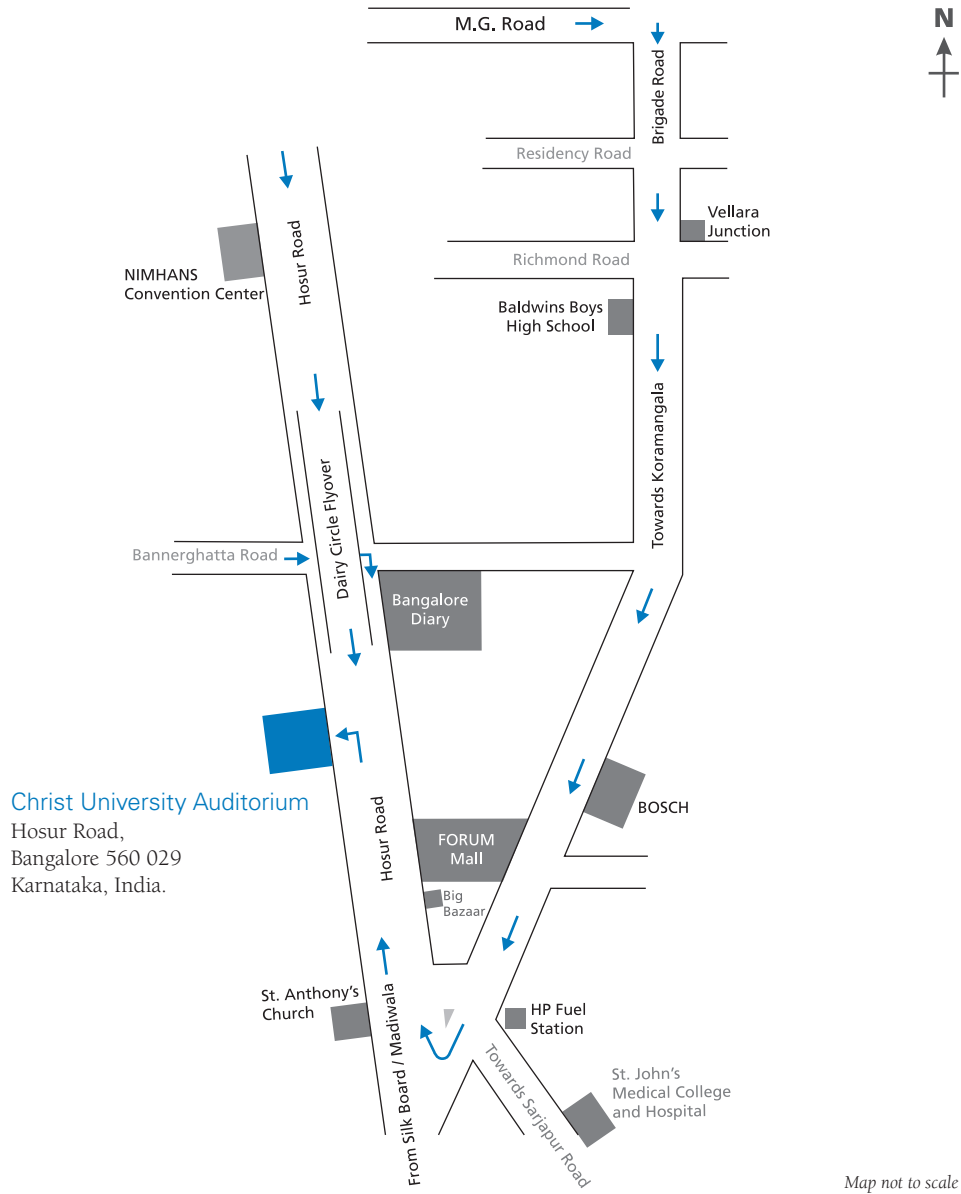 M.G. Road
N
Brigade Road
Residency Road
Vellara
Junction
Richmond Road
Hosur Road
NIMHANS
Convention Center
Baldwins Boys
High School
Towards Koramangala
Dairy Circle Flyover
Bannerghatta Road
Bangalore
Diary
Christ University Auditorium
Hosur Road,
Bangalore 560 029
Karnataka, India.
BOSCH
Hosur Road
FORUM
Mall
Big
Bazaar
St. Anthony's
Church
From Silk Board / Madiwala
HP Fuel
Station
Towards Sarjapur Road
St. John's
Medical College
and Hospital
Map not to scale